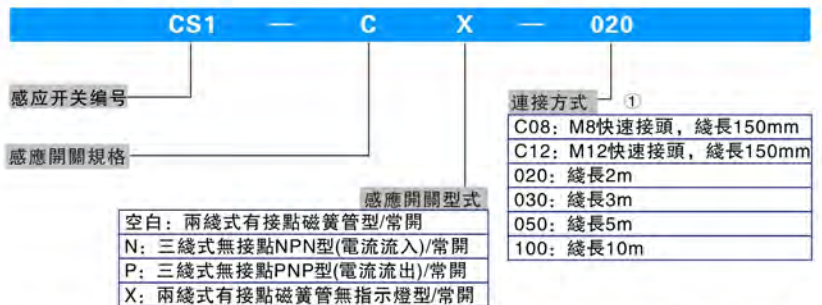 CS1 — C X — 020
感应开关编号
感應開關規格
感應開關型式
空白：兩綫式有接點磁簧管型/常開
N：三綫式無接點NPN型(電流流入)/常開
P：三綫式無接點PNP型(電流流出)/常開
X：兩綫式有接點磁簧管無指示燈型/常開
連接方式 ①
C08：M8快速接頭，綫長150mm
C12：M12快速接頭，綫長150mm
020：綫長2m
030：綫長3m
050：綫長5m
100：綫長10m